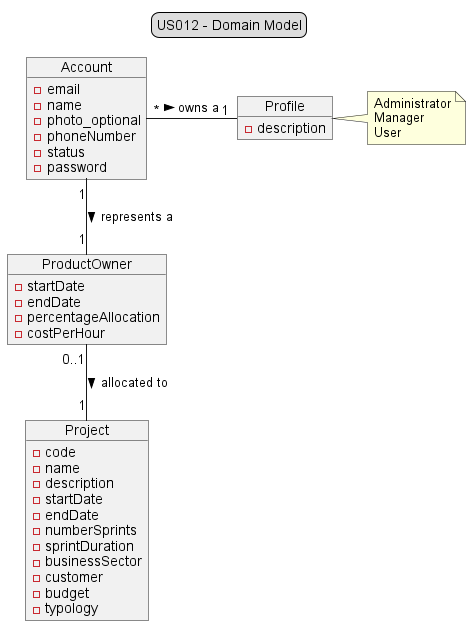 US012 - Domain Model
Account
email
name
photo_optional
phoneNumber
status
password
* owns a 1
Profile
description
Administrator
Manager
User
1
represents a
1
ProductOwner
startDate
endDate
percentageAllocation
costPerHour
0..1
allocated to
1
Project
code
name
description
startDate
endDate
numberSprints
sprintDuration
businessSector
customer
budget
typology